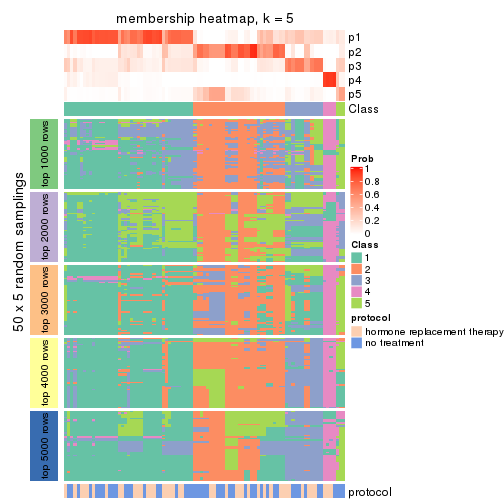 membership heatmap, k = 5
p1
p2
p3
p4
p5
Class
50 x 5 random samplings
top 1000 rows
top 2000 rows
top 3000 rows
top 4000 rows
top 5000 rows
protocol
Prob
1
0.8
0.6
0.4
0.2
0
Class
1
2
3
4
5
protocol
hormone replacement therapy
no treatment